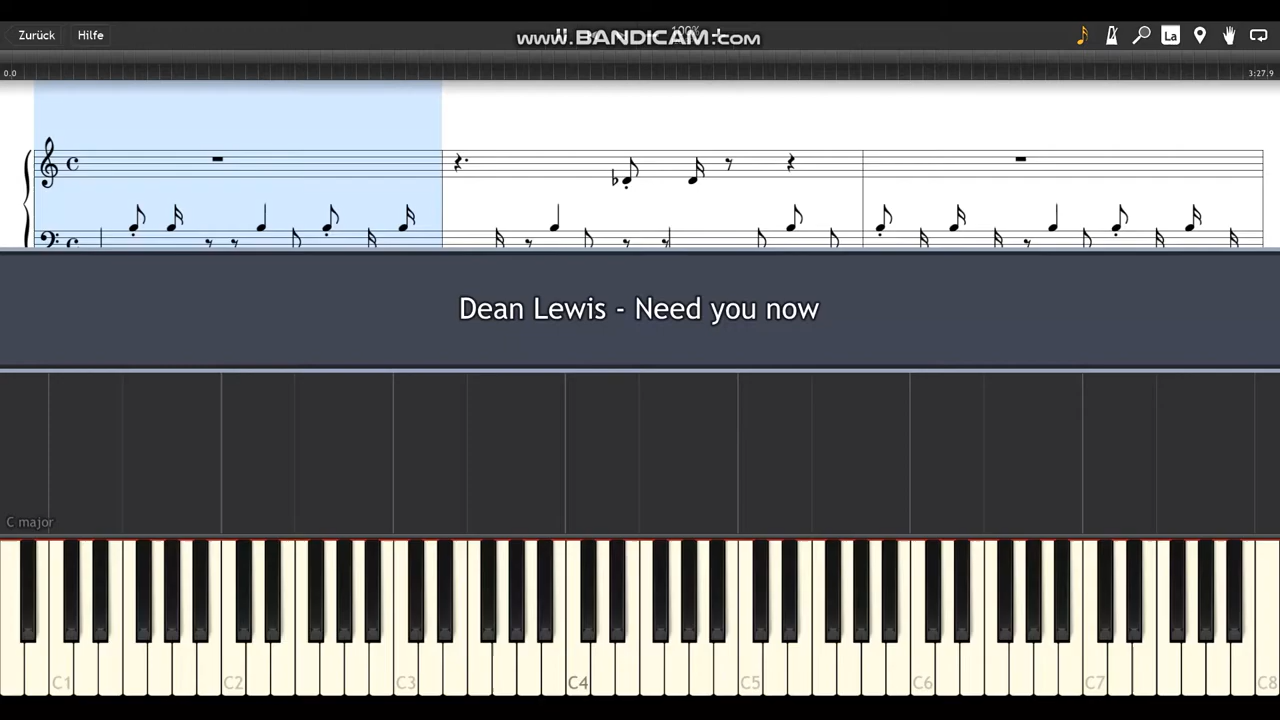 Zurück Hilfe
www.BANDICAM.com
La
0.0
3:27.9
Dean Lewis - Need you now
C major
C1 C2 C3 C4 C5 C6 C7 C8